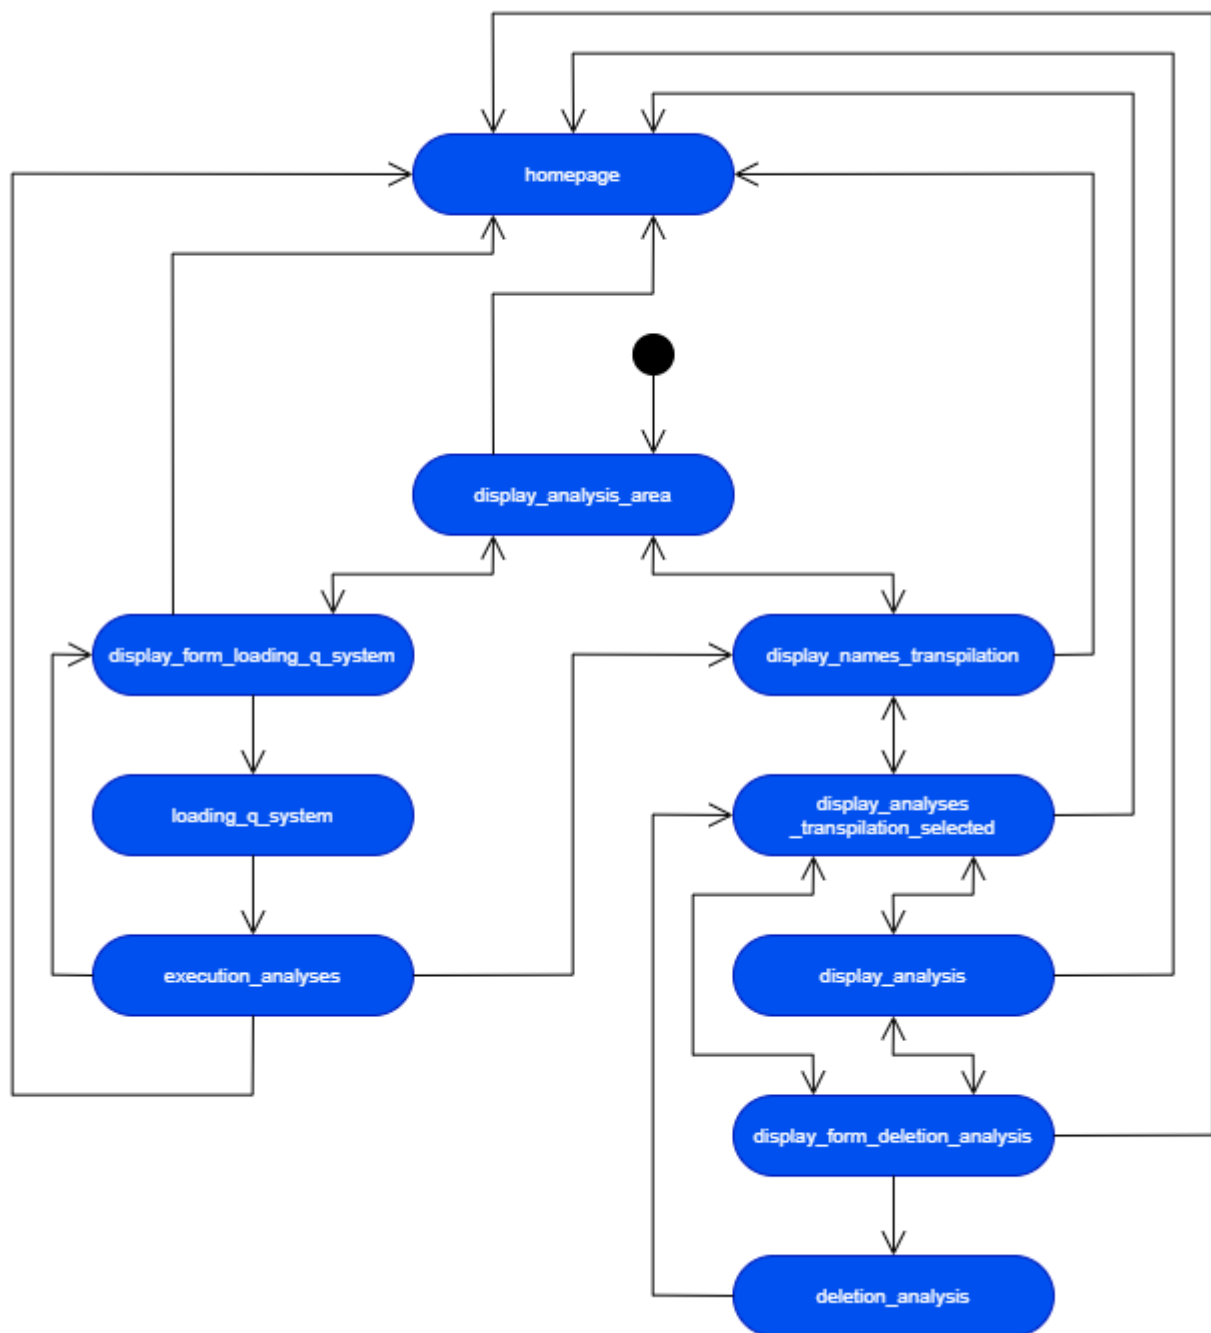 homepage
display_analysis_area
display_form_loading_q_system
display_names_transpilation
loading_q_system
display_analyses
_transpilation_selected
execution_analyses
display_analysis
display_form_deletion_analysis
deletion_analysis